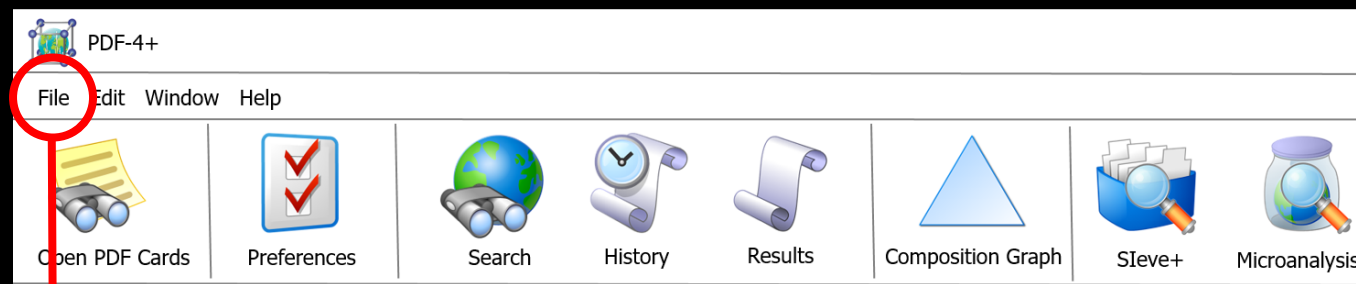 PDF-4+
File Edit Window Help
Open PDF Cards Preferences Search History Results Composition Graph SIeve+ Microanalysis